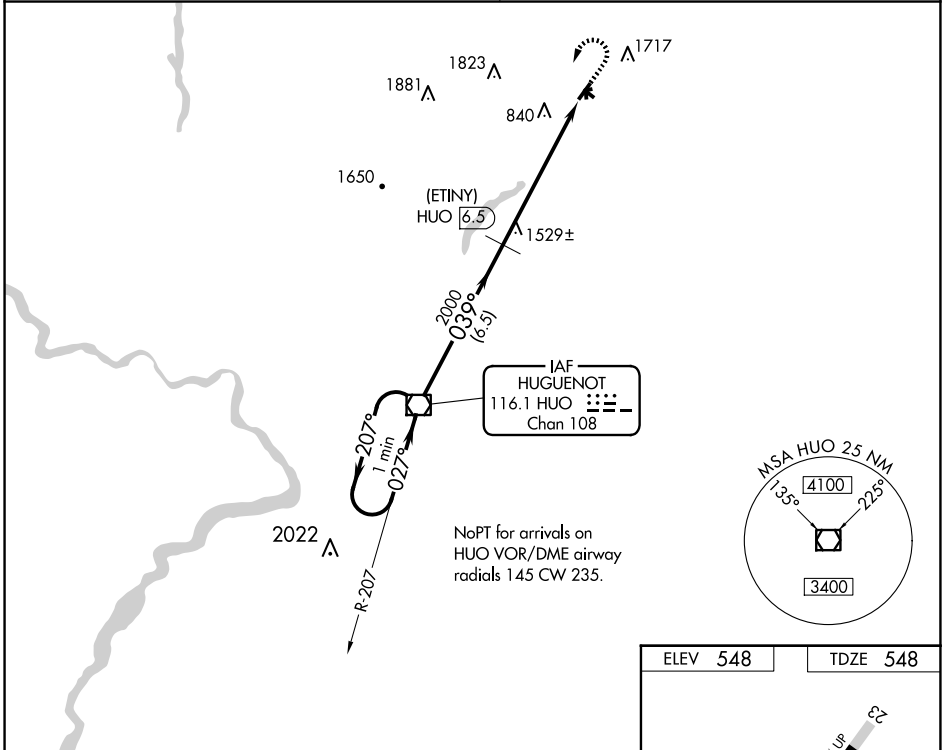 1717
1823
1881
840
1650
(ETINY)
HUO 6.5
1529±
2000
039°
(6.5)
IAF
HUGUENOT
116.1 HUO
Chan 108
207°
1 min
027°
MSA HUO 25 NM
135°
4100
225°
3400
NoPT for arrivals on
HUO VOR/DME airway
radials 145 CW 235.
2022
R-207
ELEV 548
TDZE 548
23
UP